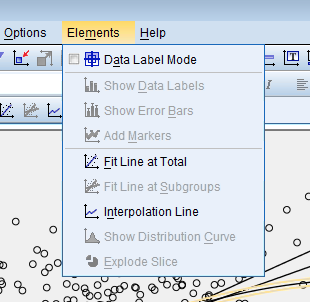 Options Elements Help
Data Label Mode
Show Data Labels
Show Error Bars
Add Markers
Fit Line at Total
Fit Line at Subgroups
Interpolation Line
Show Distribution Curve
Explode Slice